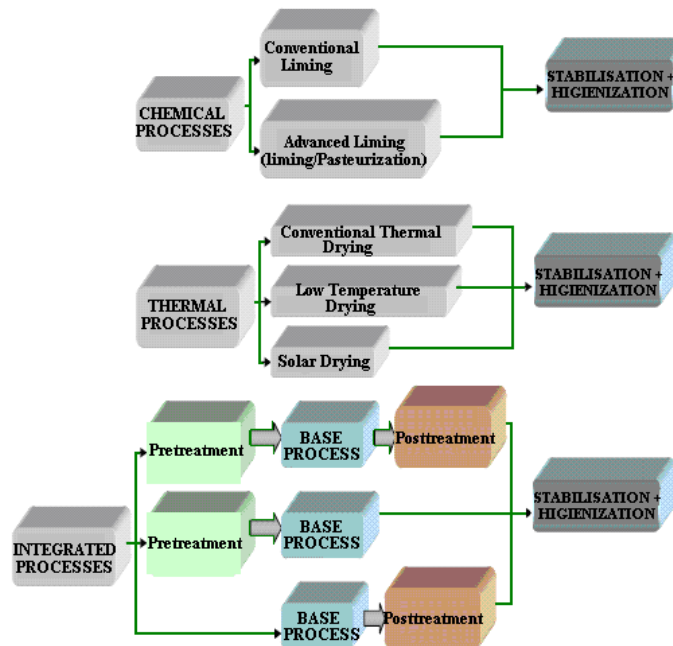 Conventional
Liming
CHEMICAL
PROCESSES
Advanced Liming
(liming/Pasteurization)
STABILISATION +
HIGIENIZATION
Conventional Thermal
Drying
THERMAL
PROCESSES
Low Temperature
Drying
Solar Drying
STABILISATION +
HIGIENIZATION
Pretreatment
BASE
PROCESS
Posttreatment
INTEGRATED
PROCESSES
Pretreatment
BASE
PROCESS
STABILISATION +
HIGIENIZATION
BASE
PROCESS
Posttreatment